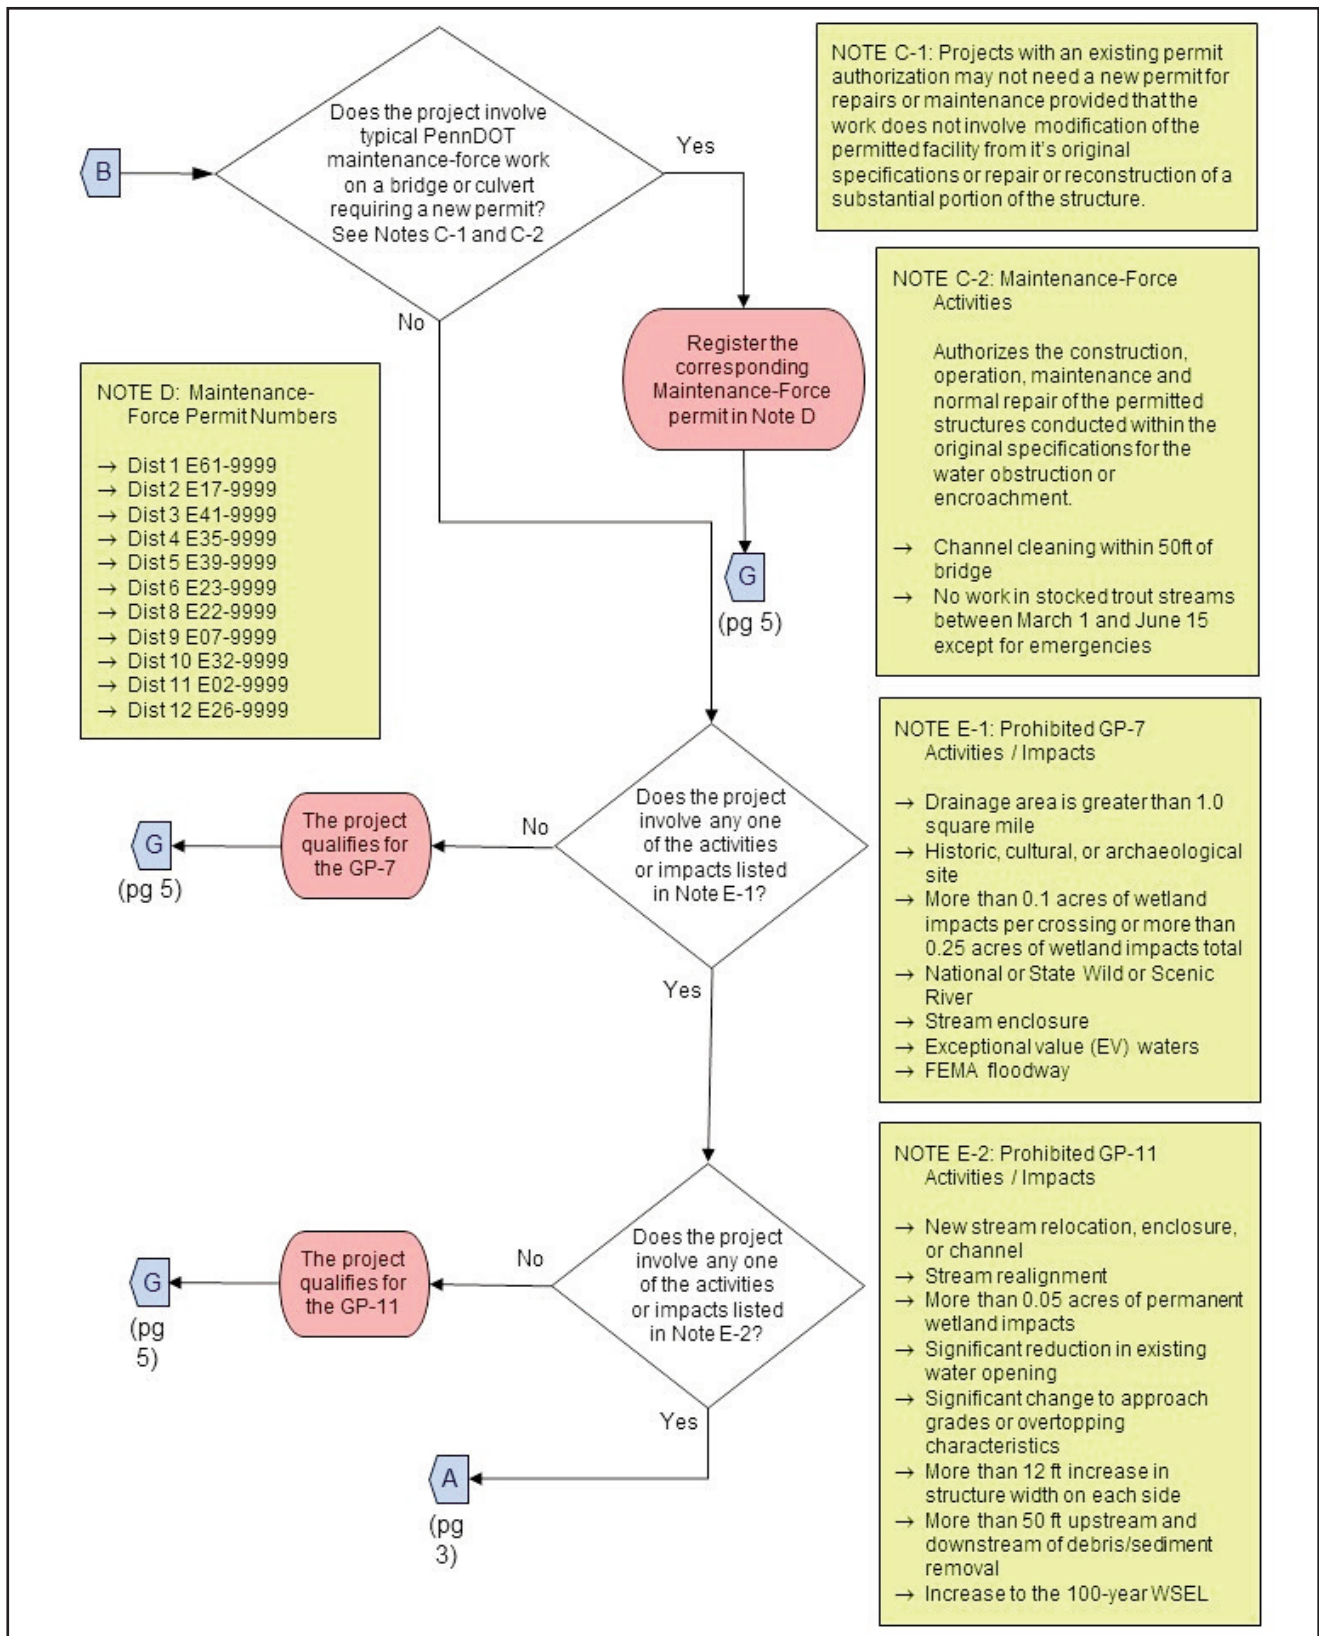 B
Does the project involve
typical PennDOT
maintenance-force work
on a bridge or culvert
requiring a new permit?
See Notes C-1 and C-2
Yes
No
NOTE C-1: Projects with an existing permit
authorization may not need a new permit for
repairs or maintenance provided that the
work does not involve modification of the
permitted facility from it's original
specifications or repair or reconstruction of a
substantial portion of the structure.
Register the
corresponding
Maintenance-Force
permit in Note D
G
(pg 5)
NOTE C-2: Maintenance-Force
Activities
Authorizes the construction,
operation, maintenance and
normal repair of the permitted
structures conducted within the
original specifications for the
water obstruction or
encroachment.
→ Channel cleaning within 50ft of
bridge
→ No work in stocked trout streams
between March 1 and June 15
except for emergencies
NOTE D: Maintenance-
Force Permit Numbers
→ Dist 1 E61-9999
→ Dist 2 E17-9999
→ Dist 3 E41-9999
→ Dist 4 E35-9999
→ Dist 5 E39-9999
→ Dist 6 E23-9999
→ Dist 8 E22-9999
→ Dist 9 E07-9999
→ Dist 10 E32-9999
→ Dist 11 E02-9999
→ Dist 12 E26-9999
Does the project
involve any one
of the activities
or impacts listed
in Note E-1?
No
The project
qualifies for
the GP-7
G
(pg 5)
Yes
NOTE E-1: Prohibited GP-7
Activities / Impacts
→ Drainage area is greater than 1.0
square mile
→ Historic, cultural, or archaeological
site
→ More than 0.1 acres of wetland
impacts per crossing or more than
0.25 acres of wetland impacts total
→ National or State Wild or Scenic
River
→ Stream enclosure
→ Exceptional value (EV) waters
→ FEMA floodway
Does the project
involve any one
of the activities
or impacts listed
in Note E-2?
No
The project
qualifies for
the GP-11
G
(pg
5)
Yes
A
(pg
3)
NOTE E-2: Prohibited GP-11
Activities / Impacts
→ New stream relocation, enclosure,
or channel
→ Stream realignment
→ More than 0.05 acres of permanent
wetland impacts
→ Significant reduction in existing
water opening
→ Significant change to approach
grades or overtopping
characteristics
→ More than 12 ft increase in
structure width on each side
→ More than 50 ft upstream and
downstream of debris/sediment
removal
→ Increase to the 100-year WSEL